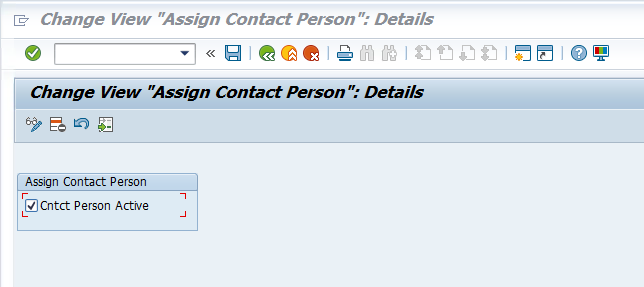 Change View "Assign Contact Person": Details
Change View "Assign Contact Person": Details
Assign Contact Person
Cntct Person Active